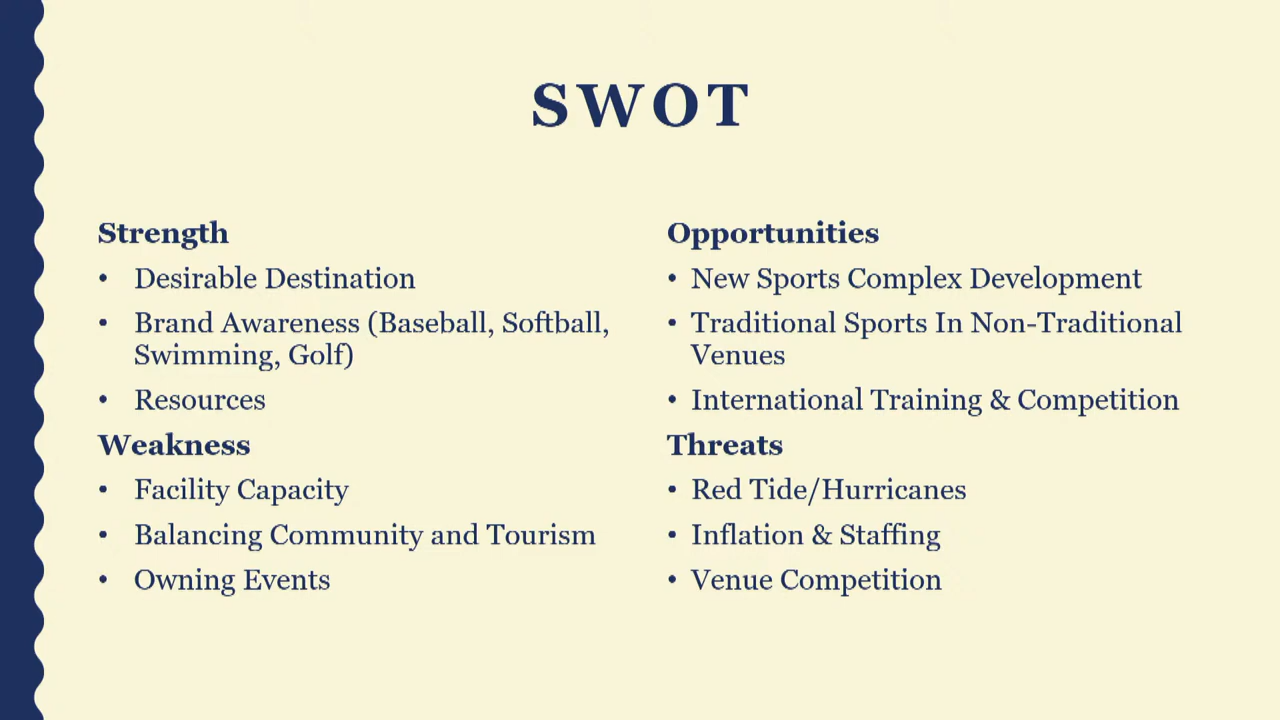 SWOT
Strength
• Desirable Destination
• Brand Awareness (Baseball, Softball,
Swimming, Golf)
• Resources
Weakness
• Facility Capacity
• Balancing Community and Tourism
• Owning Events
Opportunities
• New Sports Complex Development
• Traditional Sports In Non-Traditional
Venues
• International Training & Competition
Threats
• Red Tide/Hurricanes
• Inflation & Staffing
• Venue Competition